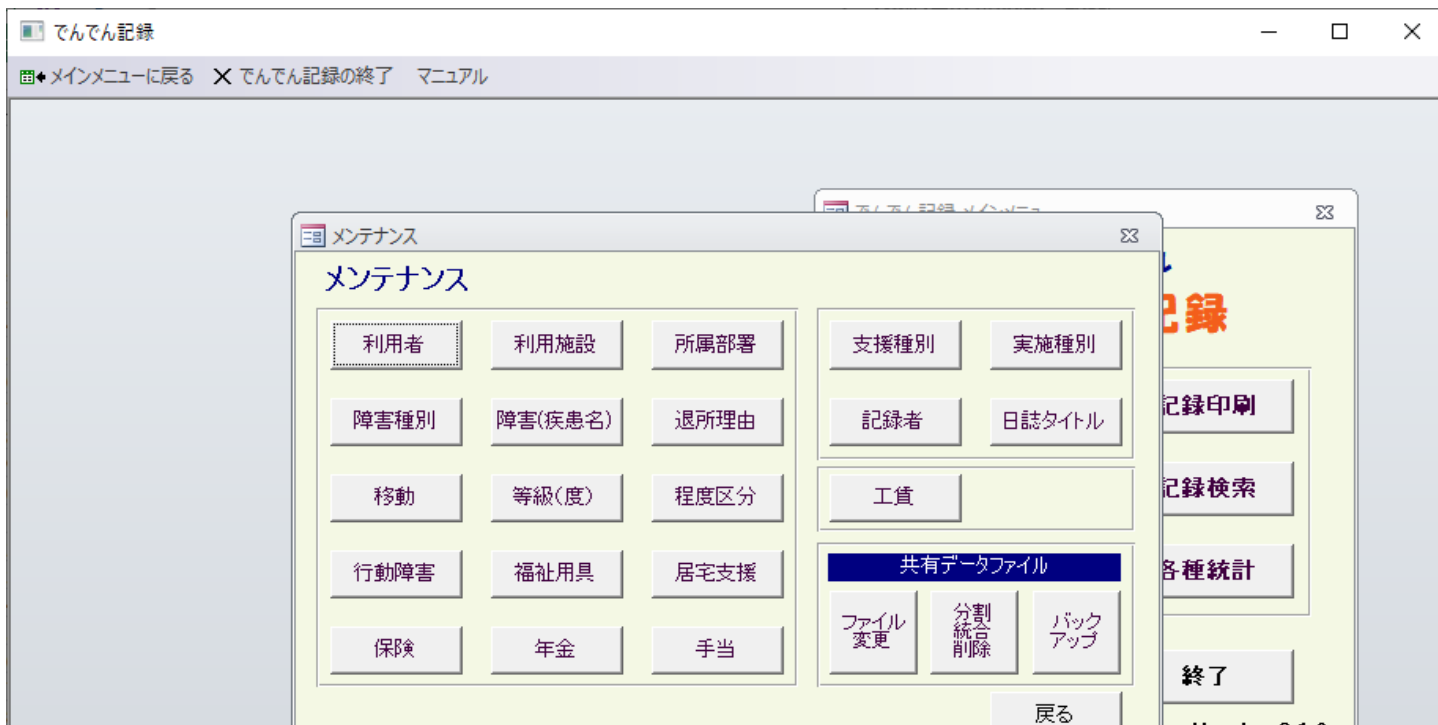 でんでん記録
メインメニューに戻る でんでん記録の終了 マニュアル
メンテナンス
メンテナンス
利用者 利用施設 所属部署
障害種別 障害(疾患名) 退所理由
移動 等級(度) 程度区分
行動障害 福祉用具 居宅支援
保険 年金 手当
支援種別 実施種別
記録者 日誌タイトル
工賃
共有データファイル
ファイル
変更
分割
統合
削除
バック
アップ
戻る
記録
記録印刷
記録検索
各種統計
終了